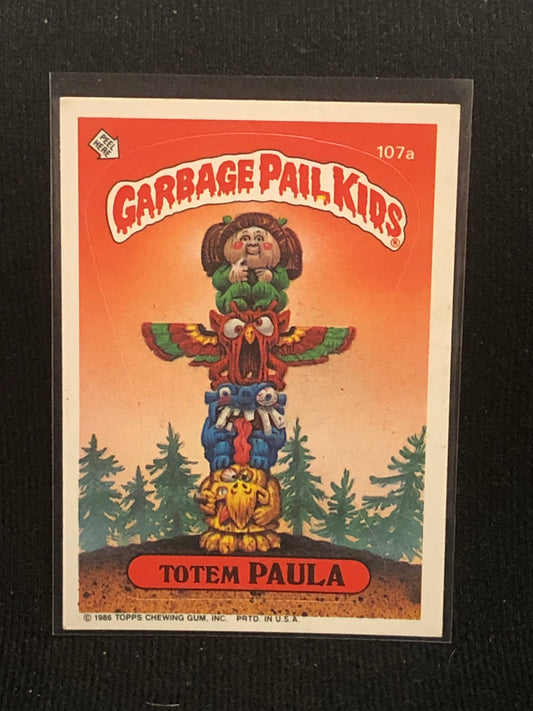 PEEL
HERE
107a
GARBAGE PAIL KIDS®
TOTEM PAULA
© 1986 TOPPS CHEWING GUM, INC. PRTD. IN U.S.A.